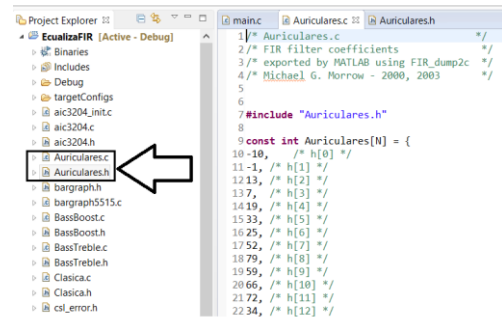 Project Explorer
EcualizaFIR [Active - Debug]
Binaries
Includes
Debug
targetConfigs
aic3204_init.c
aic3204.c
aic3204.h
Auriculares.c
Auriculares.h
bargraph.h
bargraph5515.c
BassBoost.c
BassBoost.h
BassTreble.c
BassTreble.h
Clasica.c
Clasica.h
csl_error.h
main.c Auriculares.c Auriculares.h
1 /* Auriculares.c */
2 /* FIR filter coefficients */
3 /* exported by MATLAB using FIR_dump2c */
4 /* Michael G. Morrow - 2000, 2003 */
5
6
7 #include "Auriculares.h"
8
9 const int Auriculares[N] = {
10 -10, /* h[0] */
11 -1, /* h[1] */
12 13, /* h[2] */
13 7, /* h[3] */
14 19, /* h[4] */
15 33, /* h[5] */
16 25, /* h[6] */
17 52, /* h[7] */
18 79, /* h[8] */
19 59, /* h[9] */
20 66, /* h[10] */
21 72, /* h[11] */
22 34, /* h[12] */